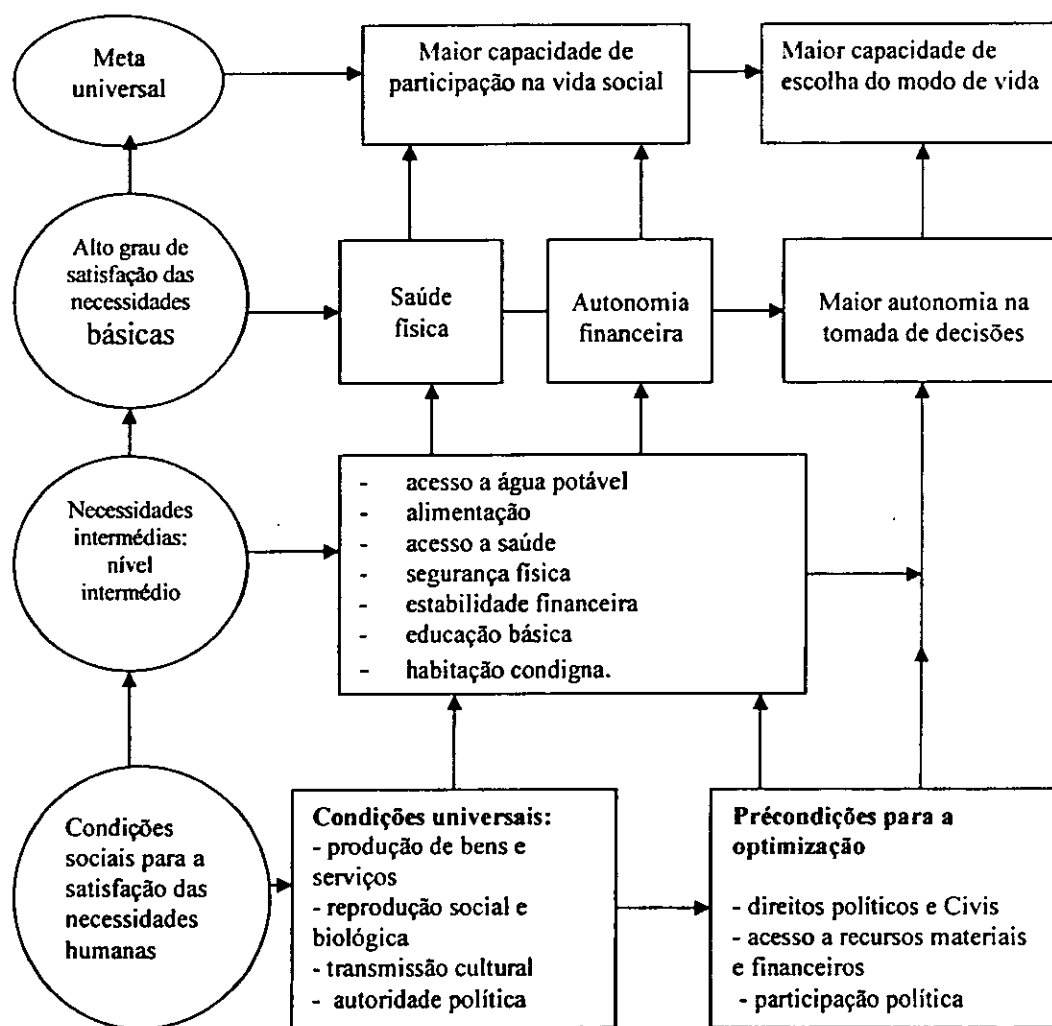 Meta
universal
Maior capacidade de
participação na vida social
Maior capacidade de
escolha do modo de vida
Alto grau de
satisfação das
necessidades
básicas
Saúde
física
Autonomia
financeira
Maior autonomia na
tomada de decisões
Necessidades
intermédias:
nível
intermédio
- acesso a água potável
- alimentação
- acesso a saúde
- segurança física
- estabilidade financeira
- educação básica
- habitação condigna.
Condições
sociais para a
satisfação das
necessidades
humanas
Condições universais:
- produção de bens e
serviços
- reprodução social e
biológica
- transmissão cultural
- autoridade política
Précondições para a
optimização
- direitos políticos e Civis
- acesso a recursos materiais
e financeiros
- participação política